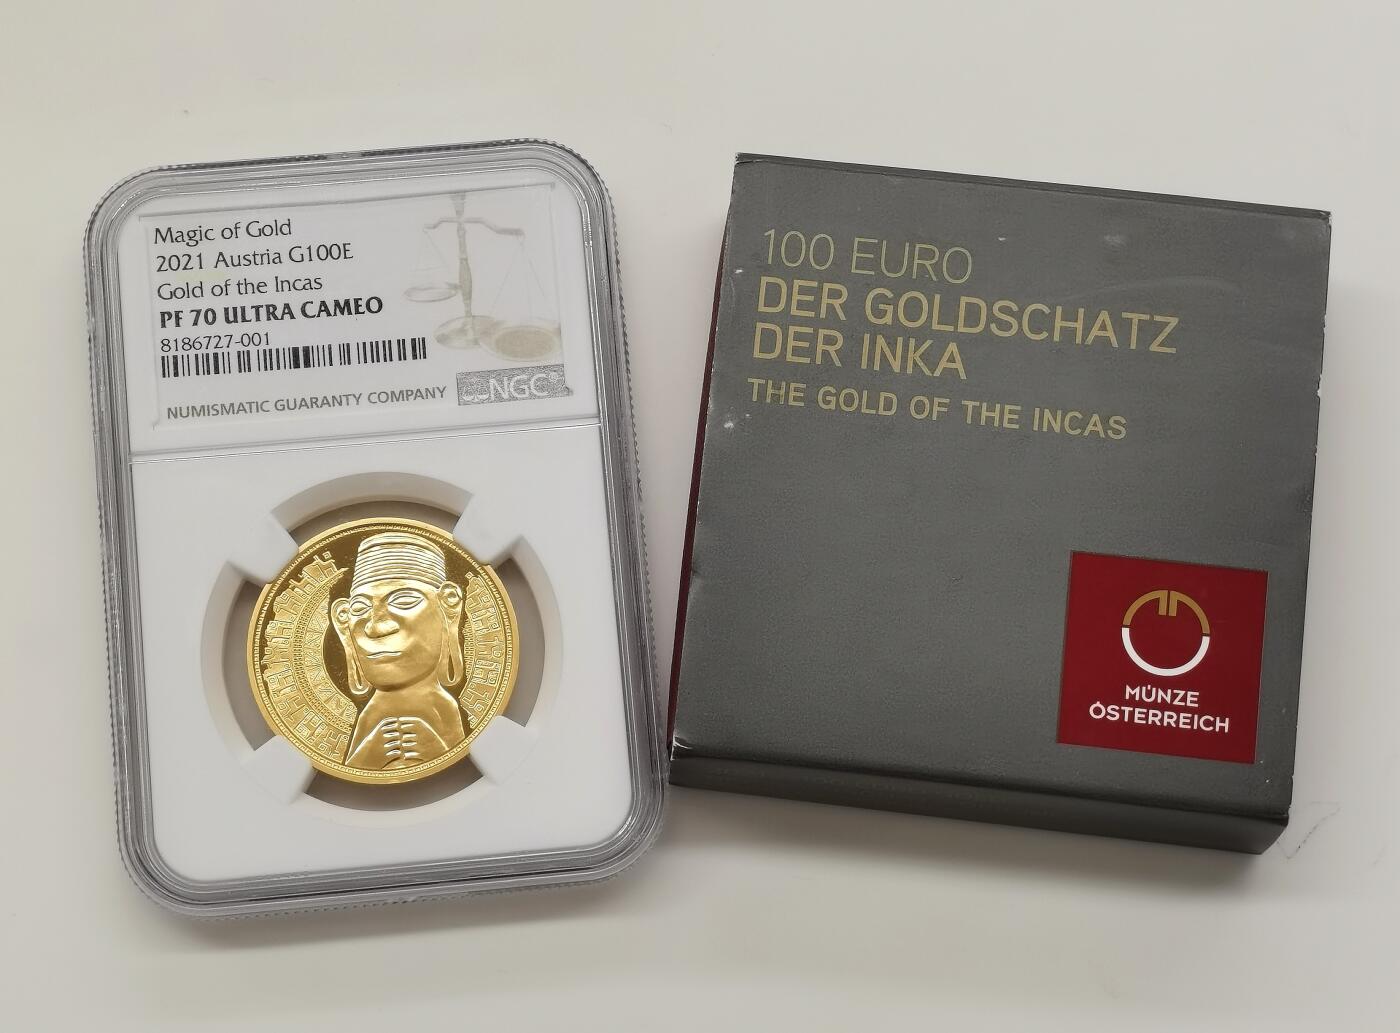 Magic of Gold
2021 Austria G100E
Gold of the Incas
PF 70 ULTRA CAMEO
8186727-001
NUMISMATIC GUARANTY COMPANY
NGC®
100 EURO
DER GOLDSCHATZ
DER INKA
THE GOLD OF THE INCAS
MÜNZE
ÖSTERREICH